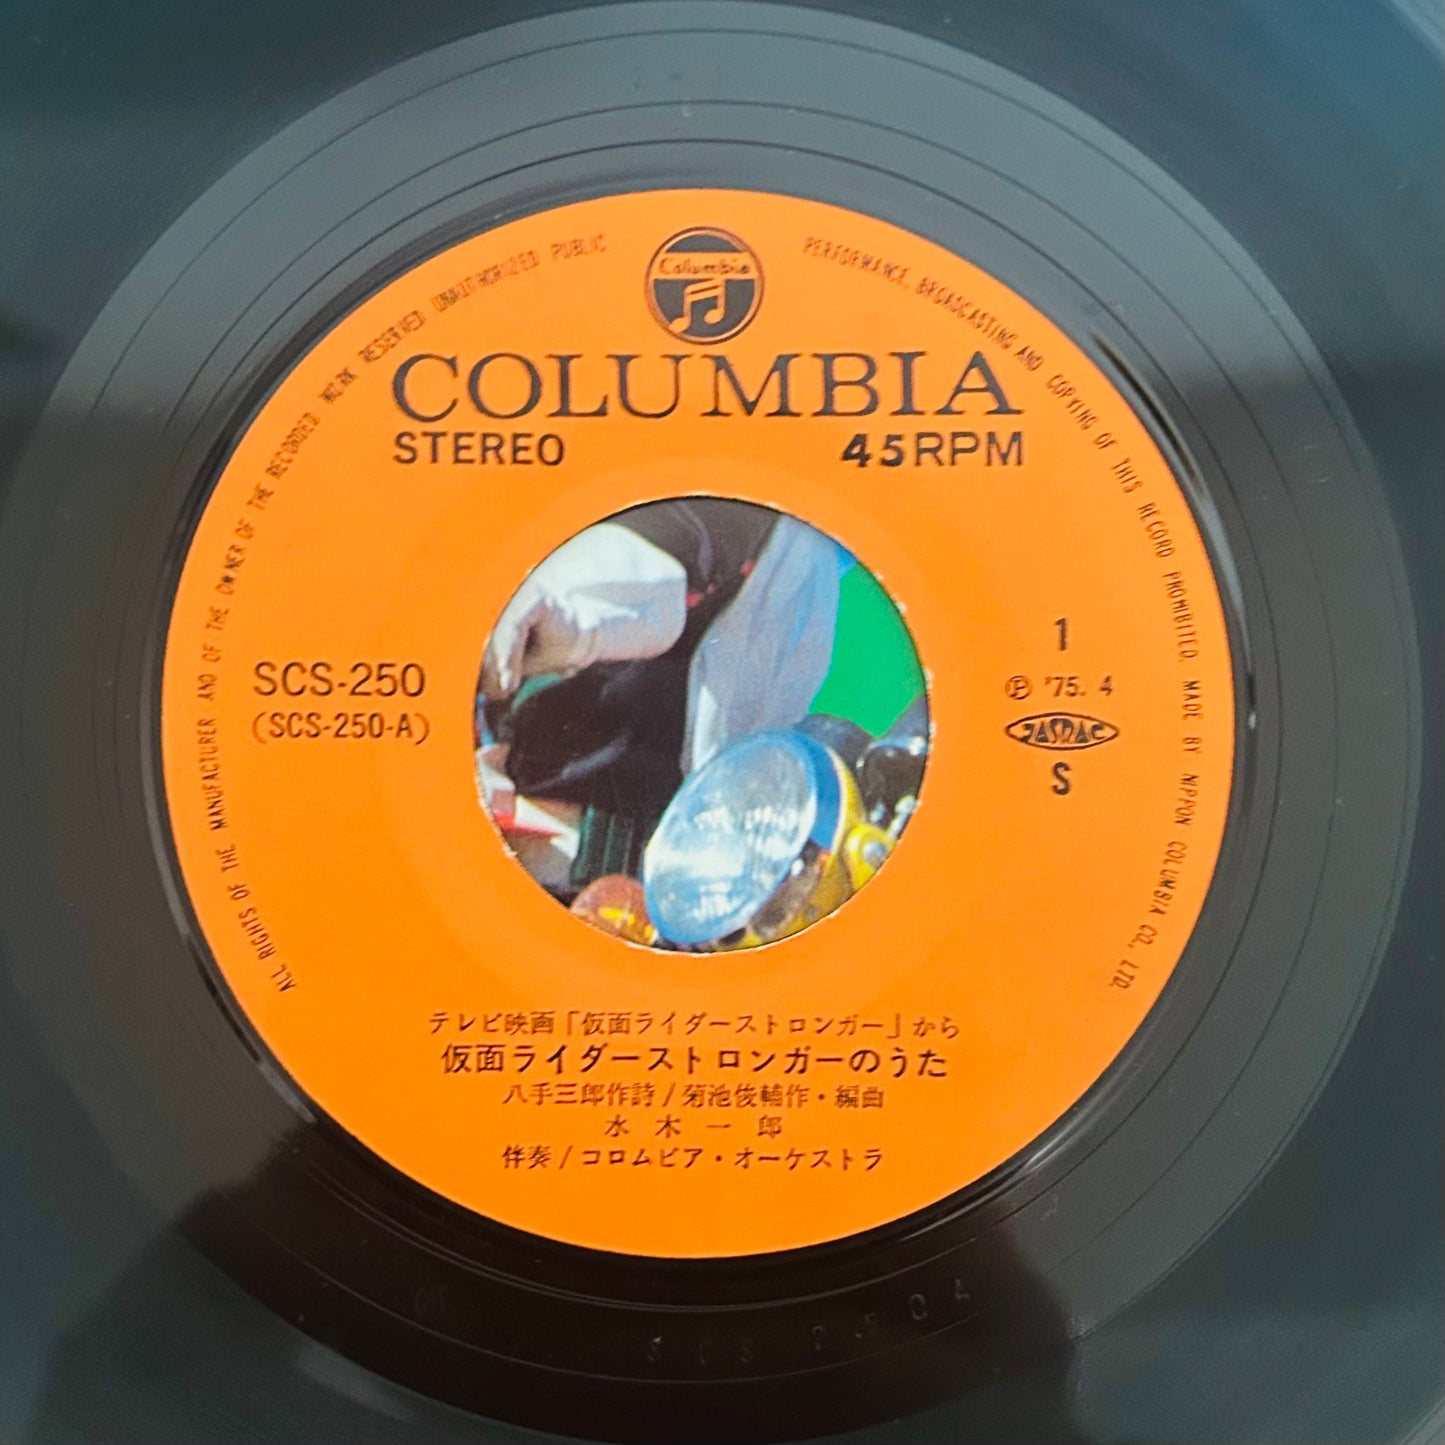 Columbia
COLUMBIA
STEREO 45RPM
ALL RIGHTS OF THE MANUFACTURER AND OF THE OWNER OF THE RECORDED WORK RESERVED UNAUTHORIZED PUBLIC PERFORMANCE, BROADCASTING AND COPYING OF THIS RECORD PROHIBITED. MADE BY NIPPON COLUMBIA CO., LTD.
SCS-250
(SCS-250-A)
1
Ⓟ '75. 4
JASRAC
S
テレビ映画「仮面ライダーストロンガー」から
仮面ライダーストロンガーのうた
八手三郎作詩/菊池俊輔作・編曲
水木一郎
伴奏/コロムビア・オーケストラ
SCS 250A